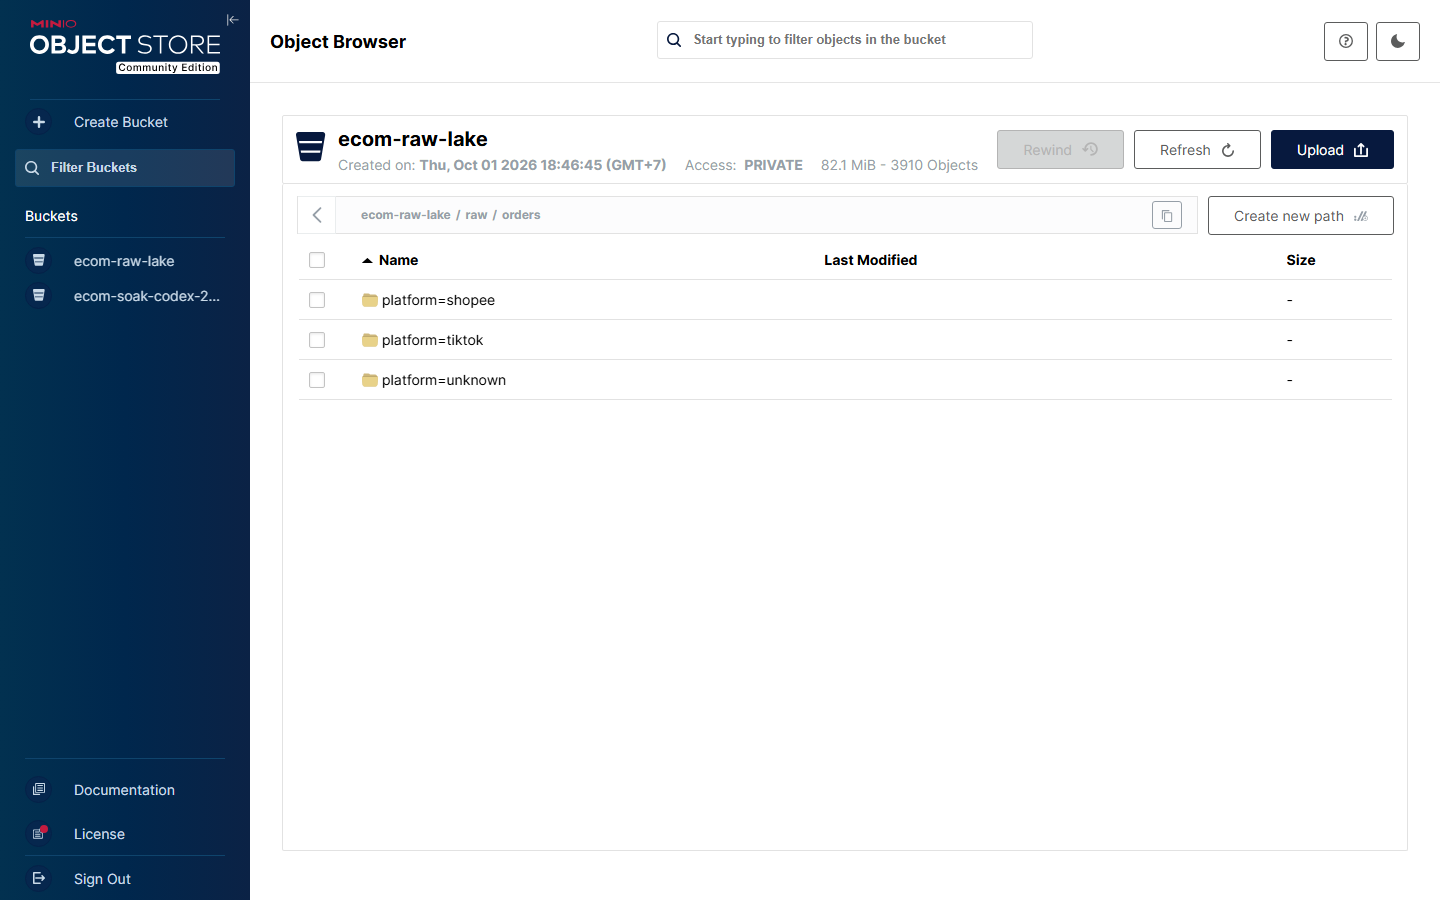 MINIO
OBJECT STORE
Community Edition
Create Bucket
Filter Buckets
Buckets
ecom-raw-lake
ecom-soak-codex-2...
Documentation
License
Sign Out
Object Browser
Start typing to filter objects in the bucket
ecom-raw-lake
Created on: Thu, Oct 01 2026 18:46:45 (GMT+7) Access: PRIVATE 82.1 MiB - 3910 Objects
Rewind
Refresh
Upload
ecom-raw-lake / raw / orders
Create new path
Name Last Modified Size
platform=shopee -
platform=tiktok -
platform=unknown -